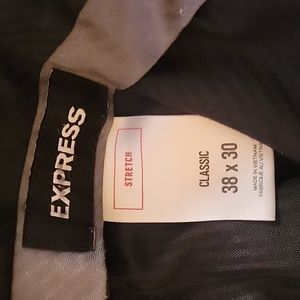 EXPRESS
STRETCH
CLASSIC
38 x 30
MADE IN VIETNAM
FABRIQUÉ AU VIETNAM